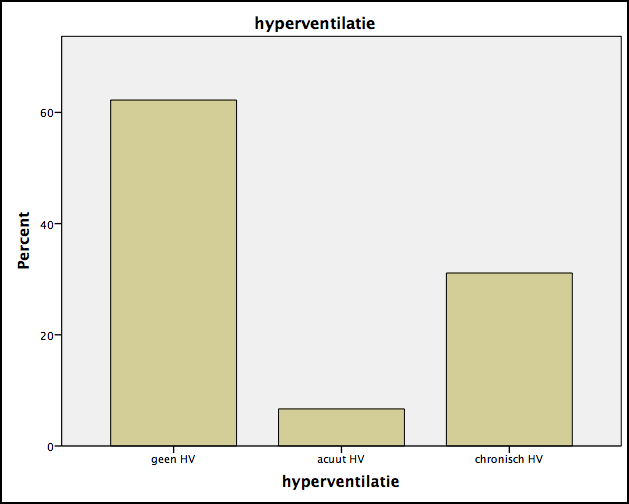 hyperventilatie
Percent
60
40
20
0
geen HV
acuut HV
chronisch HV
hyperventilatie